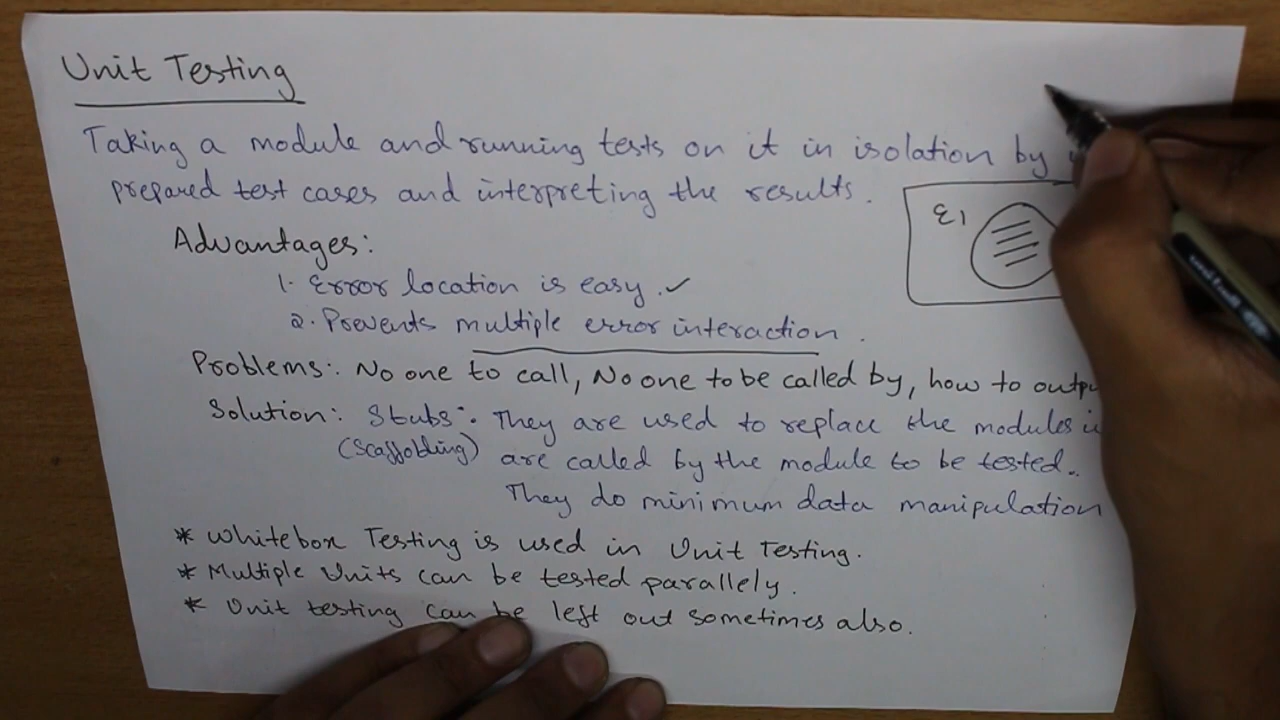 Unit Testing
Taking a module and running tests on it in isolation by
prepared test cases and interpreting the results.
Advantages:
1. Error location is easy. ✓
2. Prevents multiple error interaction.
ε1
Problems: No one to call, No one to be called by, how to outpu
Solution: Stubs: They are used to replace the modules
(Scaffolding) are called by the module to be tested.
They do minimum data manipulation
* Whitebox Testing is used in Unit Testing.
* Multiple Units can be tested parallely.
* Unit testing can be left out sometimes also.